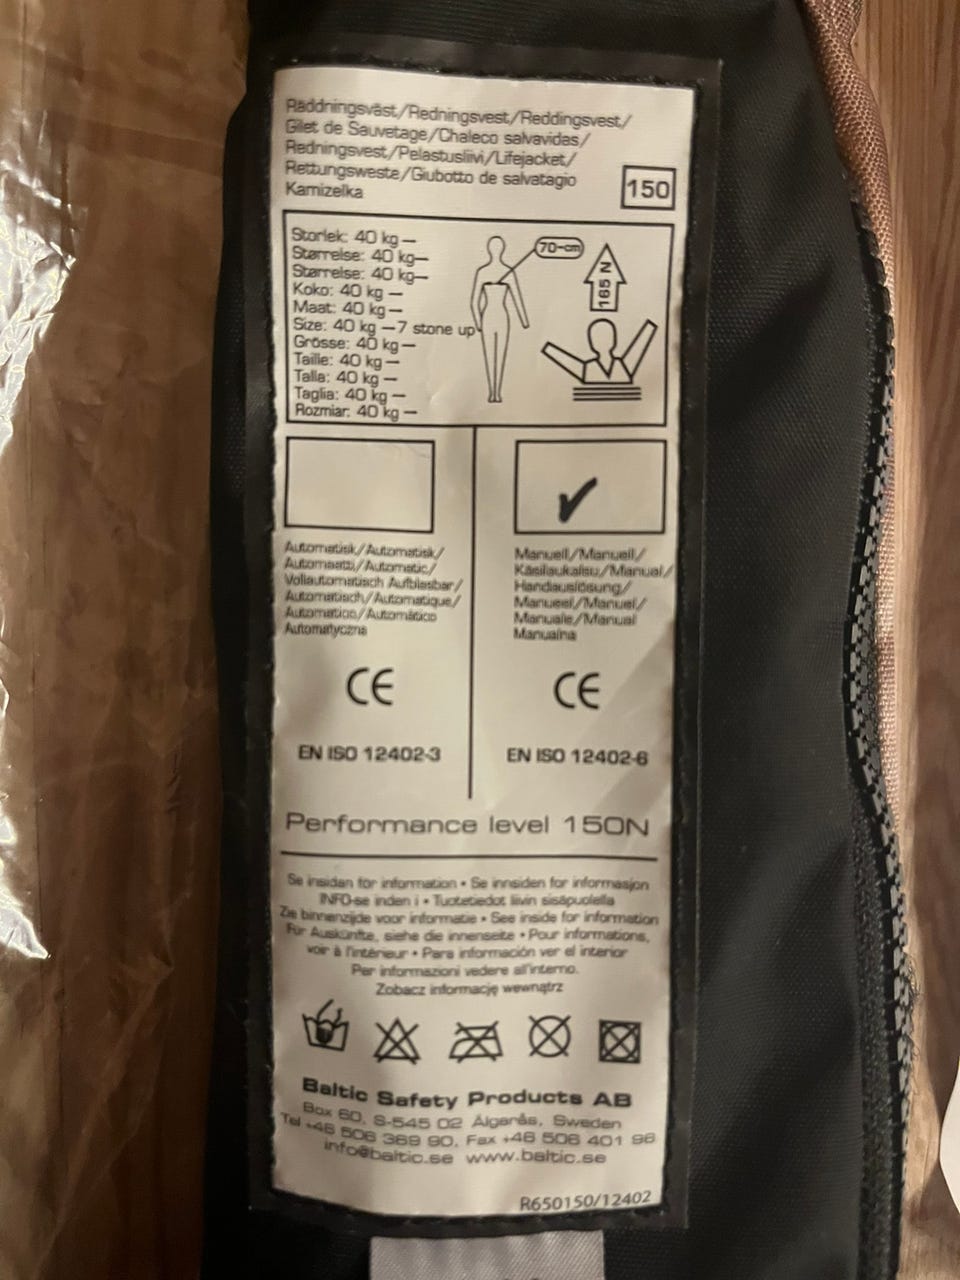 Räddningsväst/Redningsvest/Reddingsvest/
Gilet de Sauvetage/Chaleco salvavidas/
Redningsvest/Pelastusliivi/Lifejacket/
Rettungsweste/Giubotto de salvatagio
Kamizelka
150
Storlek: 40 kg –
Størrelse: 40 kg–
Størrelse: 40 kg–
Koko: 40 kg –
Maat: 40 kg –
Size: 40 kg –7 stone up
Grösse: 40 kg –
Taille: 40 kg –
Talla: 40 kg –
Taglia: 40 kg –
Rozmiar: 40 kg –
70-cm
165 N
Automatisk/Automatisk/
Automaatti/Automatic/
Vollautomatisch Aufblasbar/
Automatisch/Automatique/
Automatico/Automático
Automatyczna
Manuell/Manuell/
Käsilaukaisu/Manual/
Handauslösung/
Manueel/Manuel/
Manuale/Manual
Manualna
CE
EN ISO 12402-3
CE
EN ISO 12402-6
Performance level 150N
Se insidan för information • Se innsiden for informasjon
INFO-se inden i • Tuotetiedot liivin sisäpuolella
Zie binnenzijde voor informatie • See inside for information
Für Auskünfte, siehe die innenseite • Pour informations,
voir à l'intérieur • Para información ver el interior
Per informazioni vedere all'interno.
Zobacz informację wewnątrz
Baltic Safety Products AB
Box 60, S-545 02 Älgarås, Sweden
Tel +46 506 369 90, Fax +46 506 401 96
info@baltic.se www.baltic.se
R650150/12402